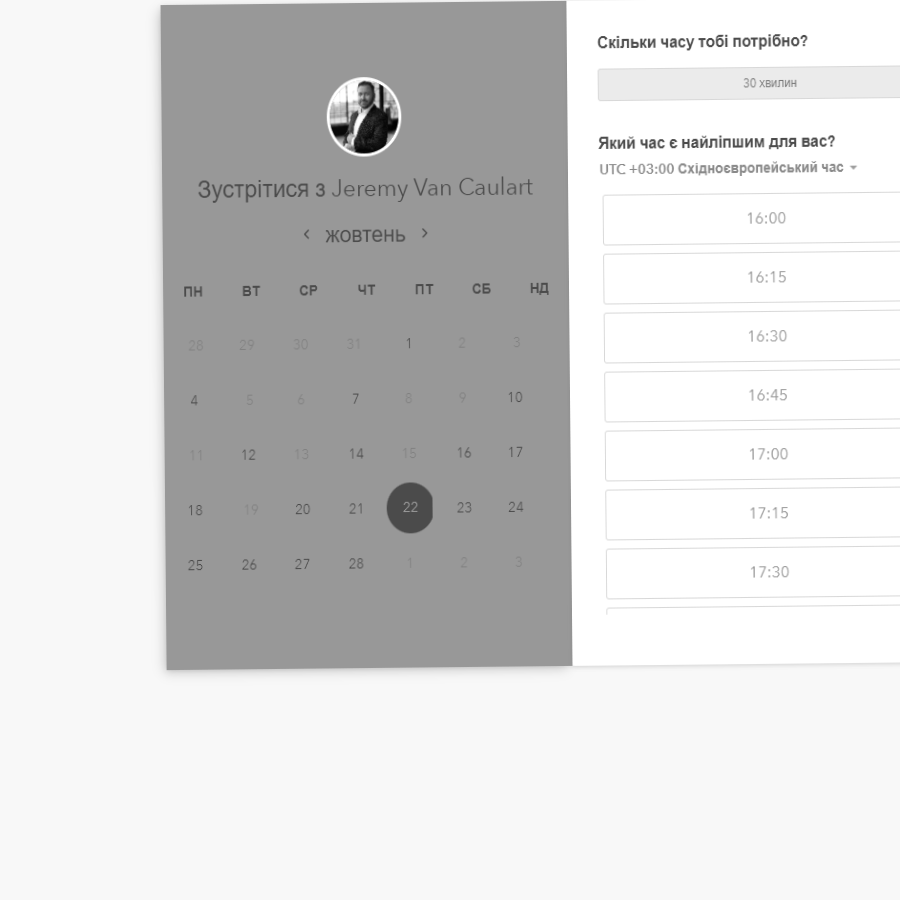 Зустрітися з Jeremy Van Caulart
‹ жовтень ›
ПН ВТ СР ЧТ ПТ СБ НД
28 29 30 31 1 2 3
4 5 6 7 8 9 10
11 12 13 14 15 16 17
18 19 20 21 22 23 24
25 26 27 28 1 2 3
Скільки часу тобі потрібно?
30 хвилин
Який час є найліпшим для вас?
UTC +03:00 Східноєвропейський час
16:00
16:15
16:30
16:45
17:00
17:15
17:30